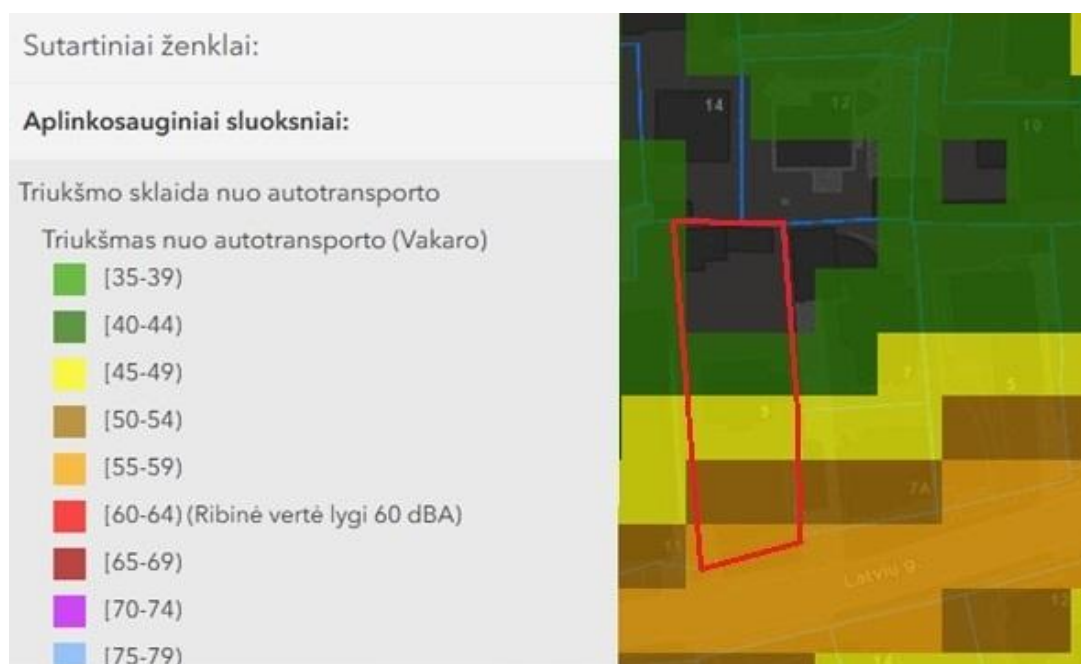 Sutartiniai ženklai:
Aplinkosauginiai sluoksniai:
Triukšmo sklaida nuo autotransporto
Triukšmas nuo autotransporto (Vakaro)
[35-39)
[40-44)
[45-49)
[50-54)
[55-59)
[60-64) (Ribinė vertė lygi 60 dBA)
[65-69)
[70-74)
[75-79)
14
12
10
7
5
3
7A
11
Latvių g.
12